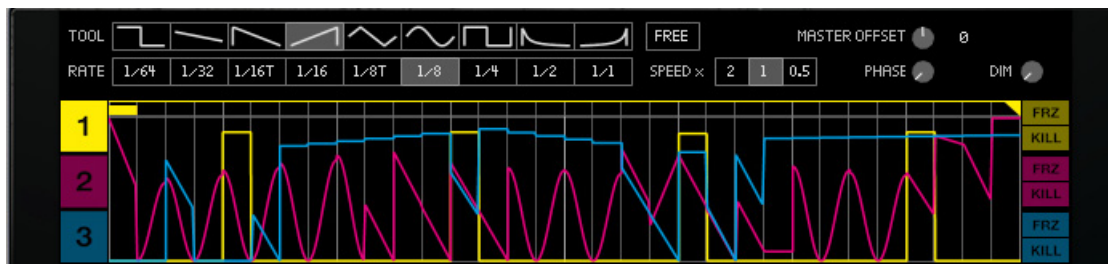 TOOL FREE MASTER OFFSET 0
RATE 1/64 1/32 1/16T 1/16 1/8T 1/8 1/4 1/2 1/1 SPEED × 2 1 0.5 PHASE DIM
1 FRZ
KILL
2 FRZ
KILL
3 FRZ
KILL